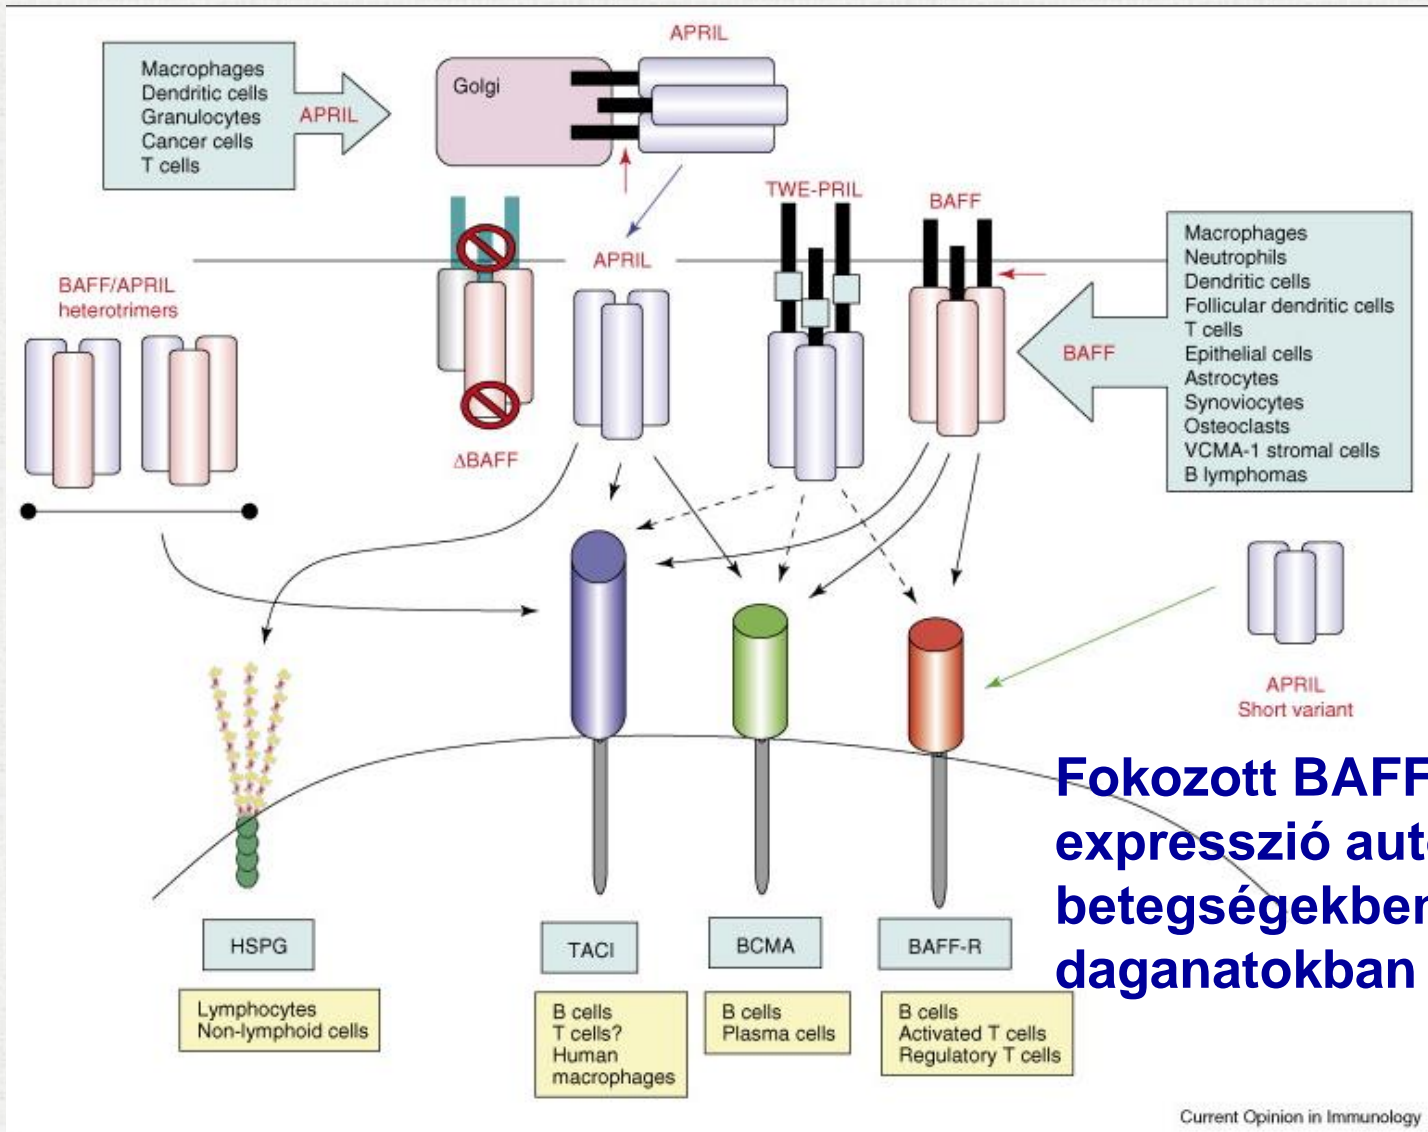 APRIL
Macrophages
Dendritic cells
Granulocytes
Cancer cells
T cells
APRIL
Golgi
TWE-PRIL
BAFF
APRIL
BAFF/APRIL
heterotrimers
ΔBAFF
BAFF
Macrophages
Neutrophils
Dendritic cells
Follicular dendritic cells
T cells
Epithelial cells
Astrocytes
Synoviocytes
Osteoclasts
VCMA-1 stromal cells
B lymphomas
APRIL
Short variant
Fokozott BAFF
expresszió
betegségekben
daganatokban
HSPG
TACI
BCMA
BAFF-R
Lymphocytes
Non-lymphoid cells
B cells
T cells?
Human
macrophages
B cells
Plasma cells
B cells
Activated T cells
Regulatory T cells
Current Opinion in Immunology